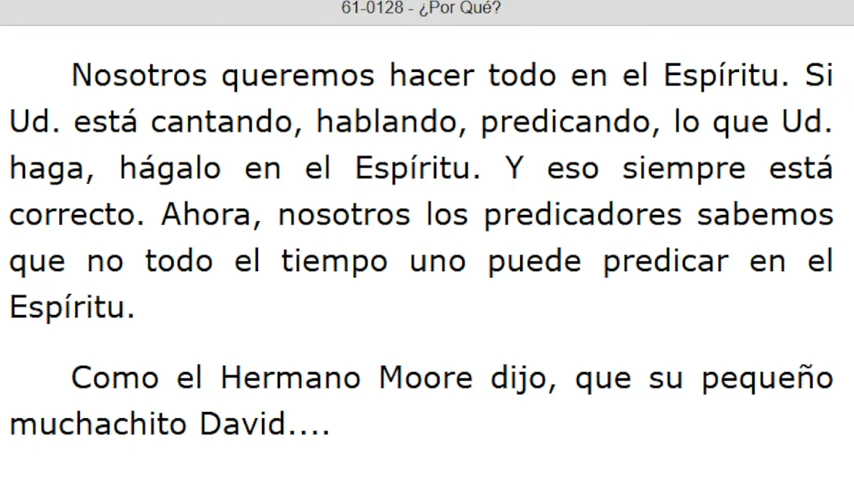 61-0128 - ¿Por Qué?
Nosotros queremos hacer todo en el Espíritu. Si
Ud. está cantando, hablando, predicando, lo que Ud.
haga, hágalo en el Espíritu. Y eso siempre está
correcto. Ahora, nosotros los predicadores sabemos
que no todo el tiempo uno puede predicar en el
Espíritu.
Como el Hermano Moore dijo, que su pequeño
muchachito David....